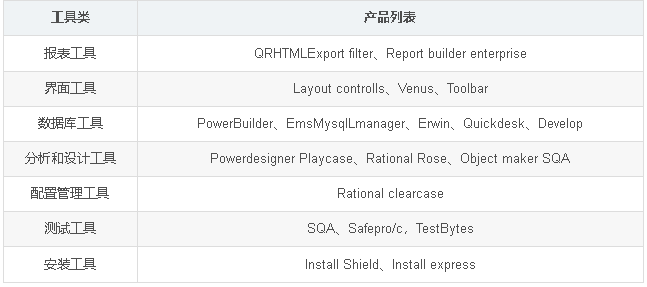 工具类 产品列表
报表工具 QRHTMLExport filter、Report builder enterprise
界面工具 Layout controlls、Venus、Toolbar
数据库工具 PowerBuilder、EmsMysqlLmanager、Erwin、Quickdesk、Develop
分析和设计工具 Powerdesigner Playcase、Rational Rose、Object maker SQA
配置管理工具 Rational clearcase
测试工具 SQA、Safepro/c，TestBytes
安装工具 Install Shield、Install express